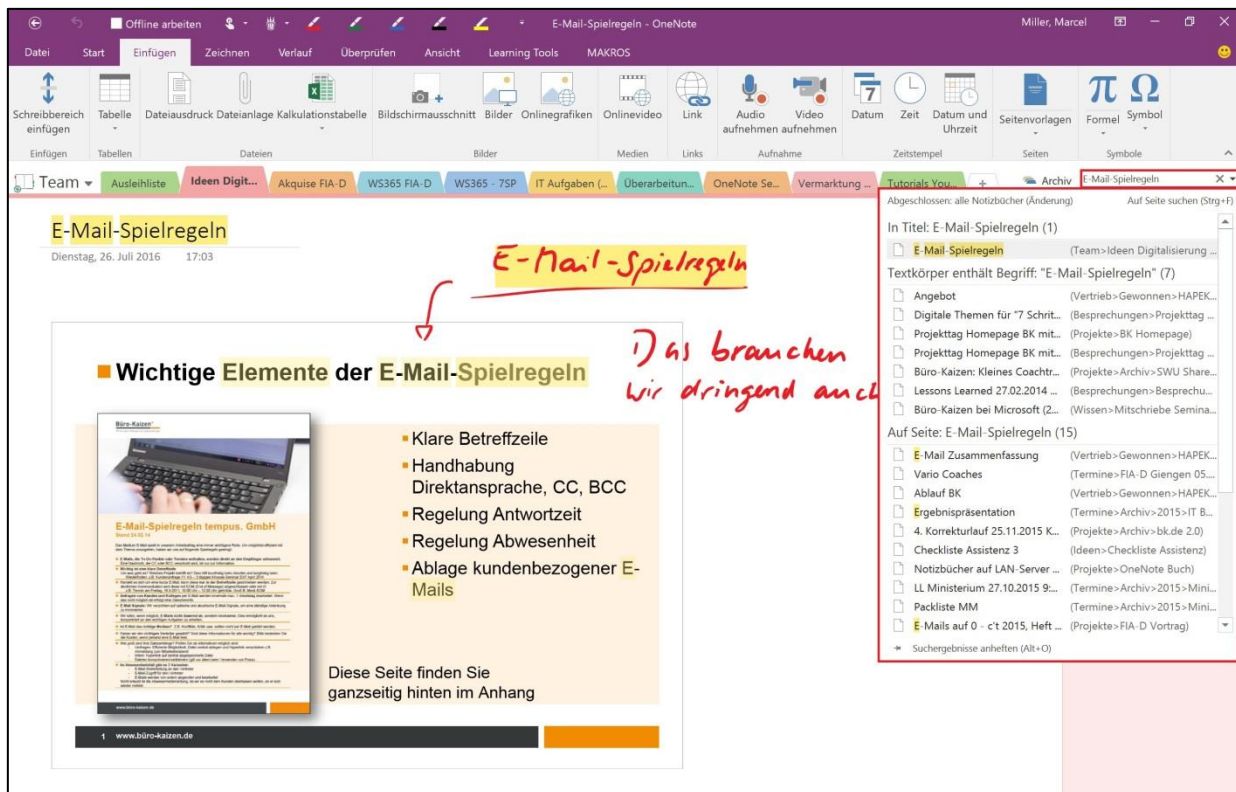 Offline arbeiten
E-Mail-Spielregeln - OneNote
Miller, Marcel
Datei Start Einfügen Zeichnen Verlauf Überprüfen Ansicht Learning Tools MAKROS
Schreibbereich einfügen
Tabelle
Dateiausdruck Dateianlage Kalkulationstabelle
Bildschirmausschnitt Bilder Onlinegrafiken
Onlinevideo
Link
Audio aufnehmen
Video aufnehmen
Datum
Zeit
Datum und Uhrzeit
Seitenvorlagen
Formel
Symbol
Einfügen Tabellen Dateien Bilder Medien Links Aufnahme Zeitstempel Seiten Symbole
Team
Ausleihliste
Ideen Digit...
Akquise FIA-D
WS365 FIA-D
WS365 - 7SP
IT Aufgaben (...
Überarbeitun...
OneNote Se...
Vermarktung ...
Tutorials You...
Archiv
E-Mail-Spielregeln
Abgeschlossen: alle Notizbücher (Änderung)
Auf Seite suchen (Strg+F)
In Titel: E-Mail-Spielregeln (1)
E-Mail-Spielregeln (Team>Ideen Digitalisierung ...
Textkörper enthält Begriff: "E-Mail-Spielregeln" (7)
Angebot (Vertrieb>Gewonnen>HAPEK...
Digitale Themen für "7 Schrit... (Besprechungen>Projekttag ...
Projekttag Homepage BK mit... (Projekte>BK Homepage)
Projekttag Homepage BK mit... (Besprechungen>Projekttag ...
Büro-Kaizen: Kleines Coachtr... (Projekte>Archiv>SWU Share...
Lessons Learned 27.02.2014 ... (Besprechungen>Besprechu...
Büro-Kaizen bei Microsoft (2... (Wissen>Mitschriebe Semina...
Auf Seite: E-Mail-Spielregeln (15)
E-Mail Zusammenfassung (Vertrieb>Gewonnen>HAPEK...
Vario Coaches (Termine>FIA-D Giengen 05....
Ablauf BK (Vertrieb>Gewonnen>HAPEK...
Ergebnispräsentation (Termine>Archiv>2015>IT B...
4. Korrekturlauf 25.11.2015 K... (Projekte>Archiv>bk.de 2.0)
Checkliste Assistenz 3 (Ideen>Checkliste Assistenz)
Notizbücher auf LAN-Server ... (Projekte>OneNote Buch)
LL Ministerium 27.10.2015 9:... (Termine>Archiv>2015>Mini...
Packliste MM (Termine>Archiv>2015>Mini...
E-Mails auf 0 - c't 2015, Heft ... (Projekte>FIA-D Vortrag)
Suchergebnisse anheften (Alt+O)
E-Mail-Spielregeln
Dienstag, 26. Juli 2016 17:03
E-Mail-Spielregeln
Das brauchen
wir dringend auch
Wichtige Elemente der E-Mail-Spielregeln
Büro-Kaizen
E-Mail-Spielregeln tempus. GmbH
www.büro-kaizen.de
Klare Betreffzeile
Handhabung
Direktansprache, CC, BCC
Regelung Antwortzeit
Regelung Abwesenheit
Ablage kundenbezogener E-
Mails
Diese Seite finden Sie
ganzseitig hinten im Anhang
1 www.büro-kaizen.de